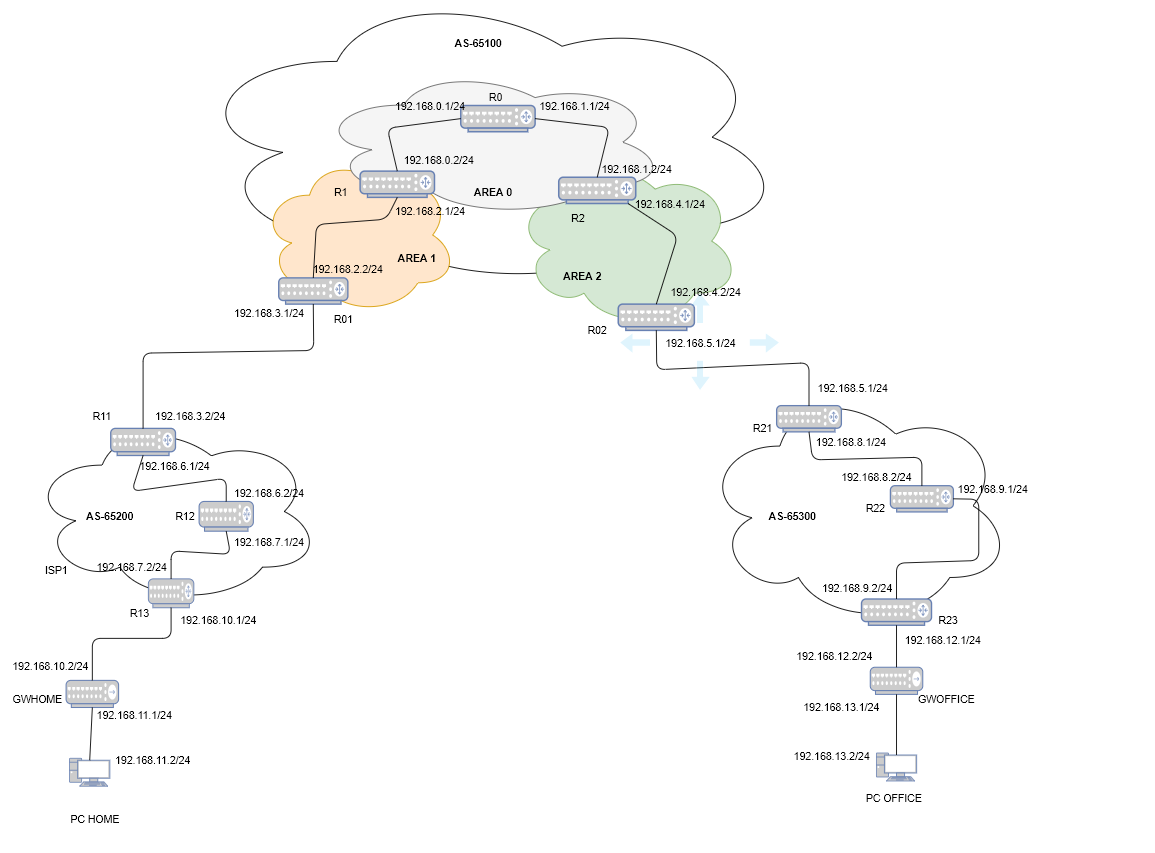 AS-65100
R0
192.168.0.1/24
192.168.1.1/24
192.168.0.2/24
192.168.1.2/24
R1
AREA 0
R2
192.168.4.1/24
192.168.2.1/24
AREA 1
192.168.2.2/24
AREA 2
192.168.4.2/24
192.168.3.1/24
R01
R02
192.168.5.1/24
192.168.5.1/24
R11
192.168.3.2/24
R21
192.168.8.1/24
192.168.6.1/24
192.168.8.2/24
192.168.9.1/24
192.168.6.2/24
R22
AS-65200
R12
AS-65300
192.168.7.1/24
ISP1
192.168.7.2/24
192.168.9.2/24
R13
192.168.10.1/24
R23
192.168.12.1/24
192.168.12.2/24
192.168.10.2/24
GWHOME
GWOFFICE
192.168.13.1/24
192.168.11.1/24
192.168.13.2/24
192.168.11.2/24
PC OFFICE
PC HOME